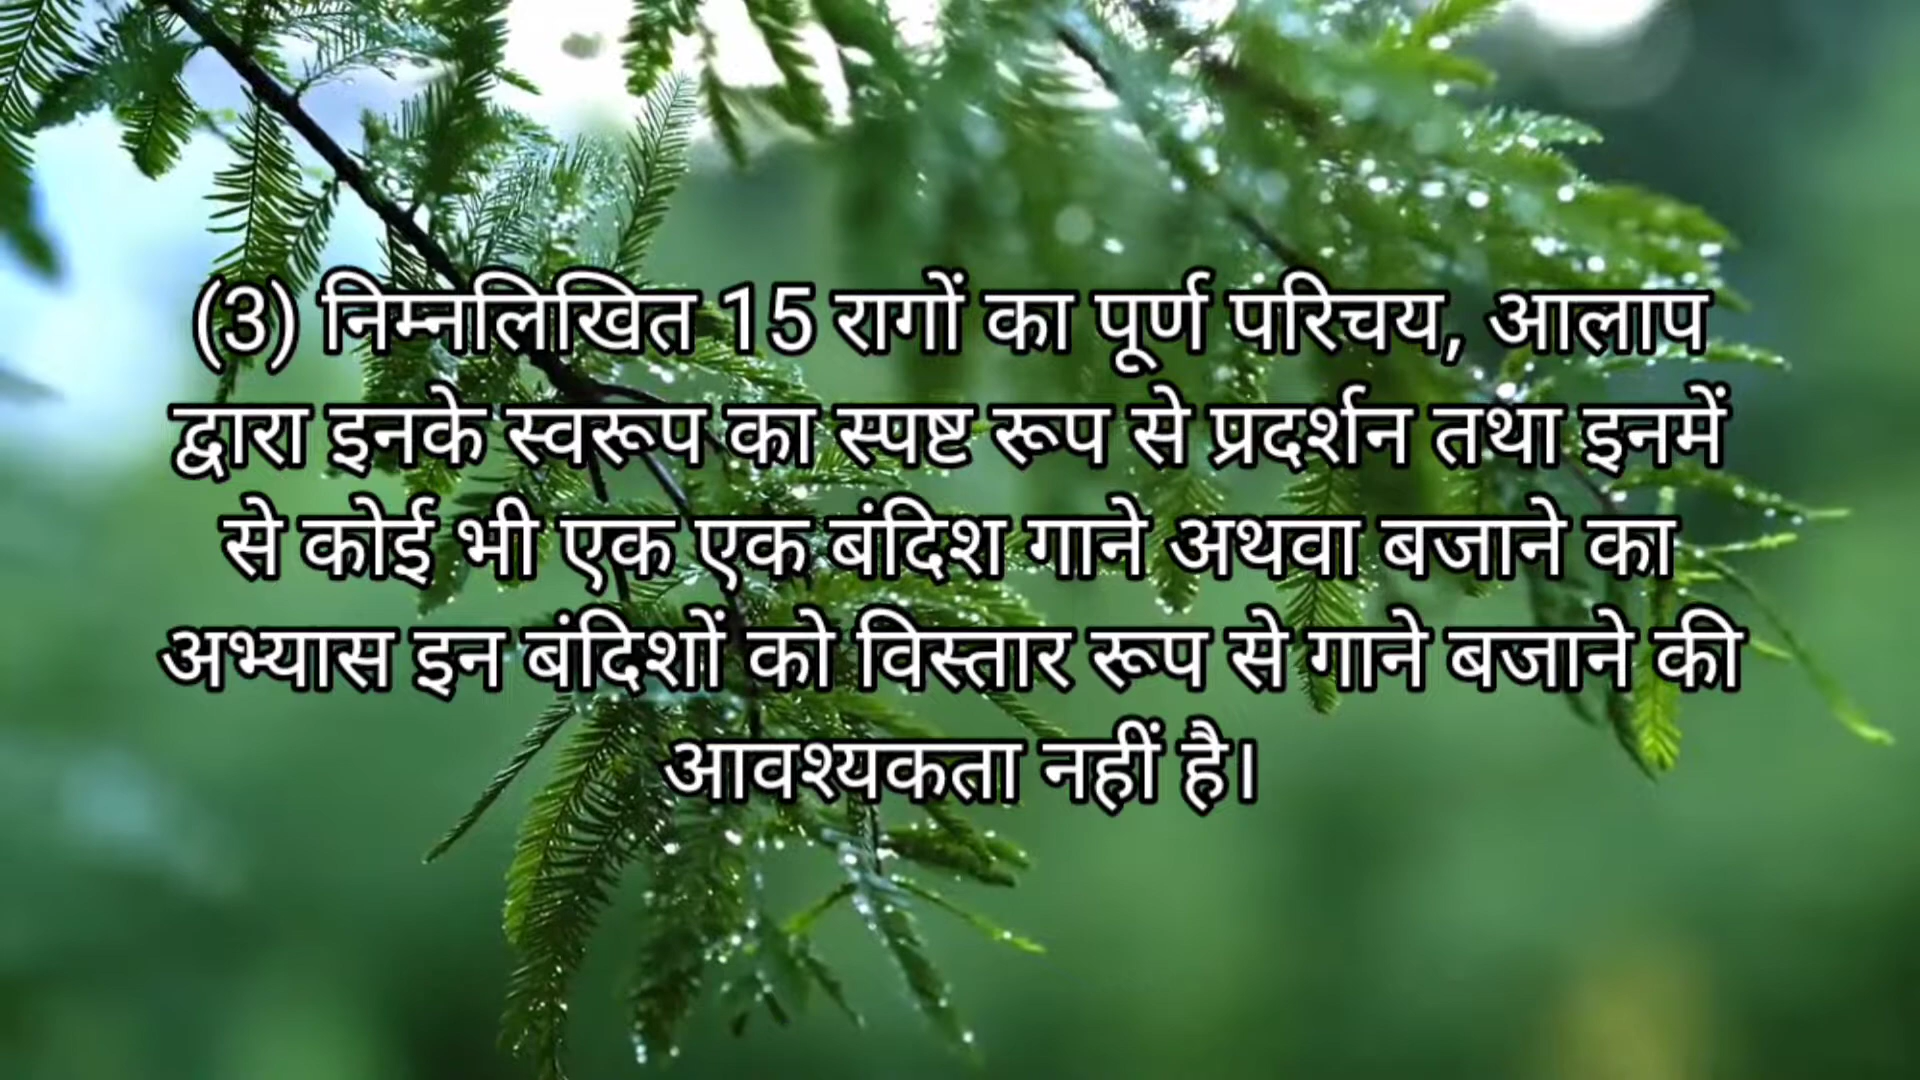 (3) निम्नलिखित 15 रागों का पूर्ण परिचय, आलाप
द्वारा इनके स्वरूप का स्पष्ट रूप से प्रदर्शन तथा इनमें
से कोई भी एक एक बंदिश गाने अथवा बजाने का
अभ्यास इन बंदिशों को विस्तार रूप से गाने बजाने की
आवश्यकता नहीं है।